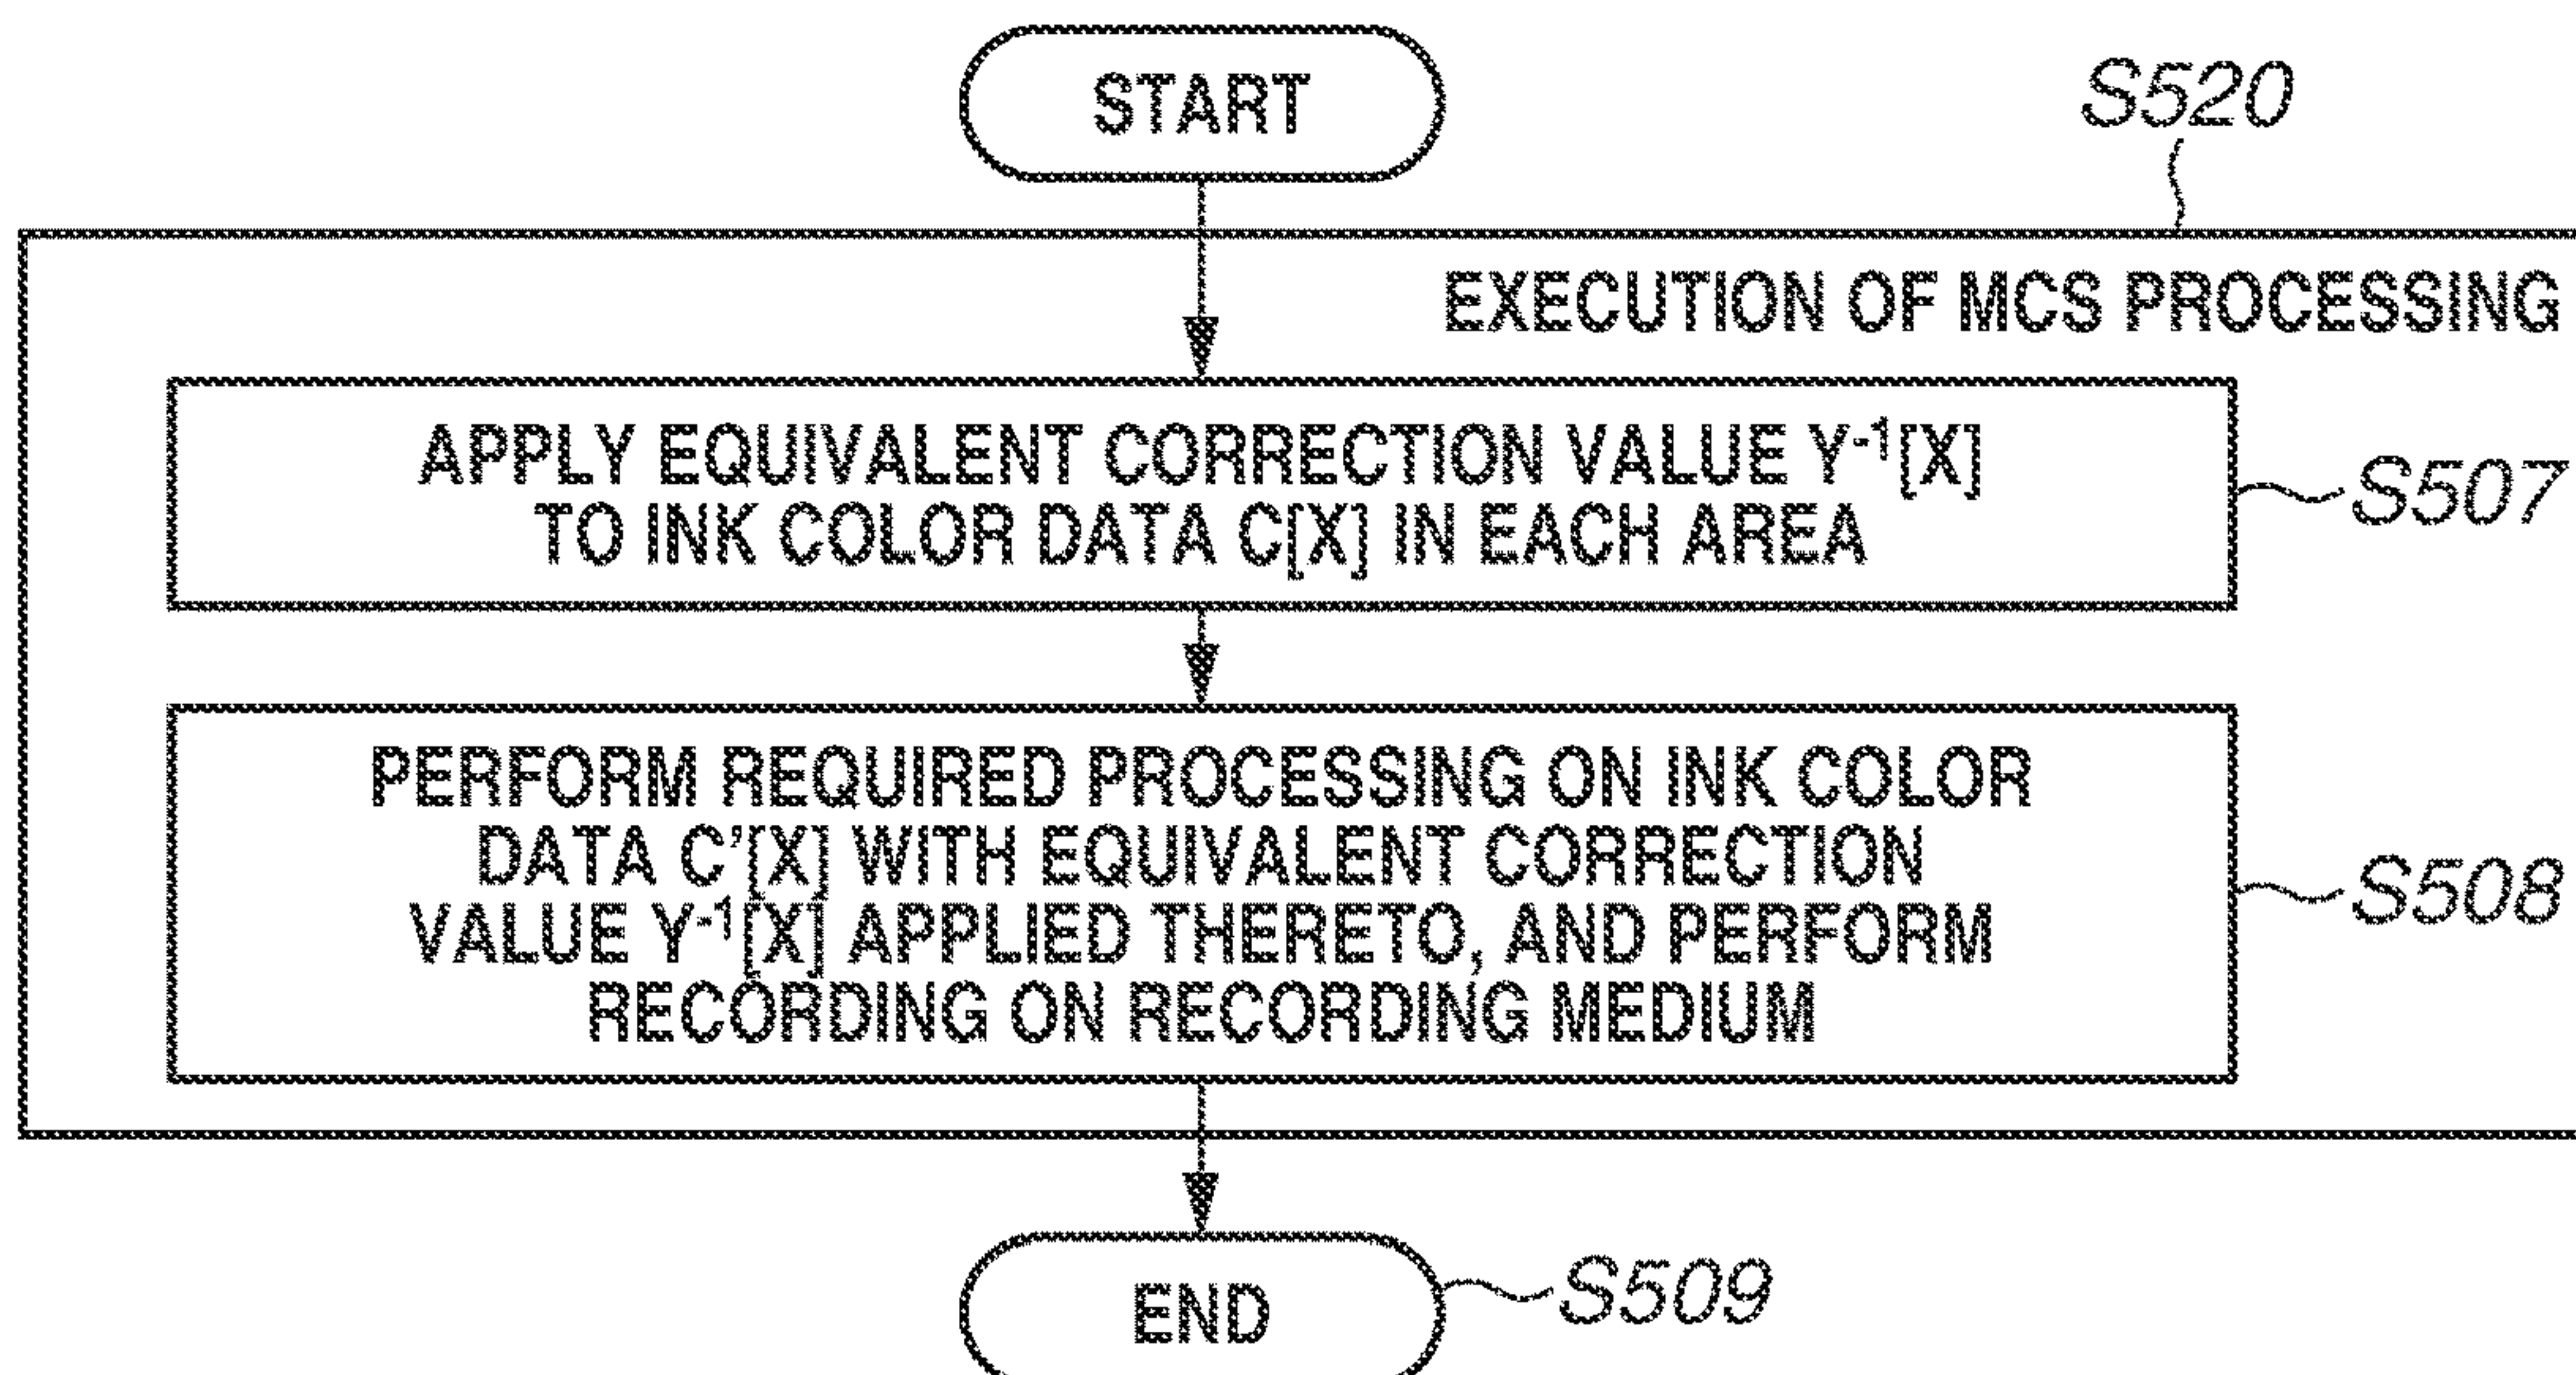 START
S520
EXECUTION OF MCS PROCESSING
APPLY EQUIVALENT CORRECTION VALUE Y⁻¹[X]
TO INK COLOR DATA C[X] IN EACH AREA
S507
PERFORM REQUIRED PROCESSING ON INK COLOR
DATA C'[X] WITH EQUIVALENT CORRECTION
VALUE Y⁻¹[X] APPLIED THERETO, AND PERFORM
RECORDING ON RECORDING MEDIUM
S508
END
S509